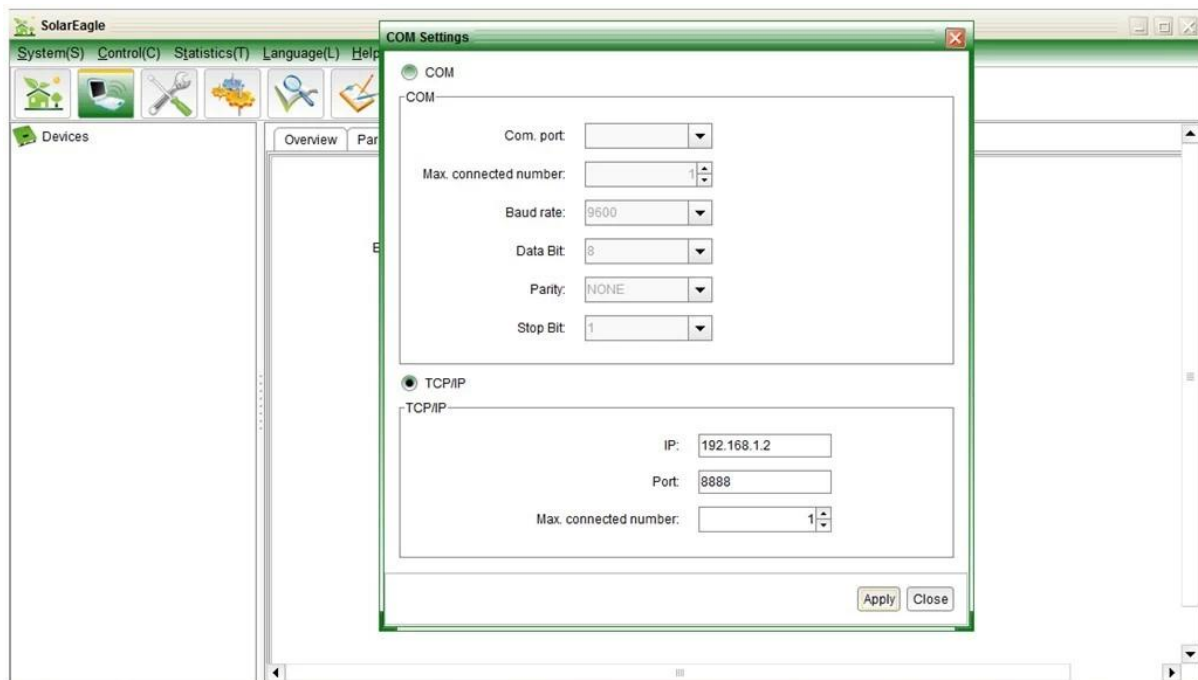 SolarEagle
System(S) Control(C) Statistics(T) Language(L) Help
Devices
Overview Par
E
COM Settings
COM
COM
Com. port:
Max. connected number: 1
Baud rate: 9600
Data Bit: 8
Parity: NONE
Stop Bit: 1
TCP/IP
TCP/IP
IP: 192.168.1.2
Port: 8888
Max. connected number: 1
Apply Close